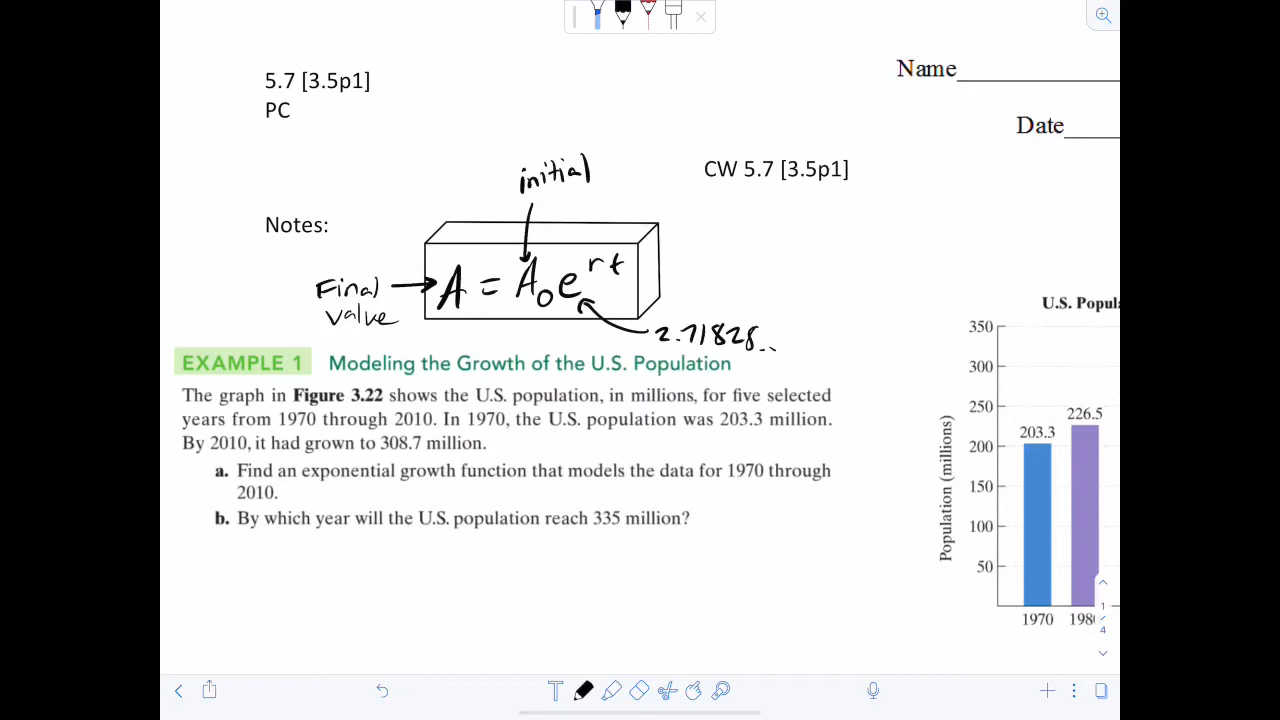 5.7 [3.5p1]
PC
Name
Date
CW 5.7 [3.5p1]
initial
Notes:
Final
value
A = A₀e^rt
2.71828...
EXAMPLE 1 Modeling the Growth of the U.S. Population
The graph in Figure 3.22 shows the U.S. population, in millions, for five selected
years from 1970 through 2010. In 1970, the U.S. population was 203.3 million.
By 2010, it had grown to 308.7 million.
a. Find an exponential growth function that models the data for 1970 through
2010.
b. By which year will the U.S. population reach 335 million?
U.S. Popula
Population (millions)
350
300
250
200
150
100
50
203.3
226.5
1970
198
1
/
4
T